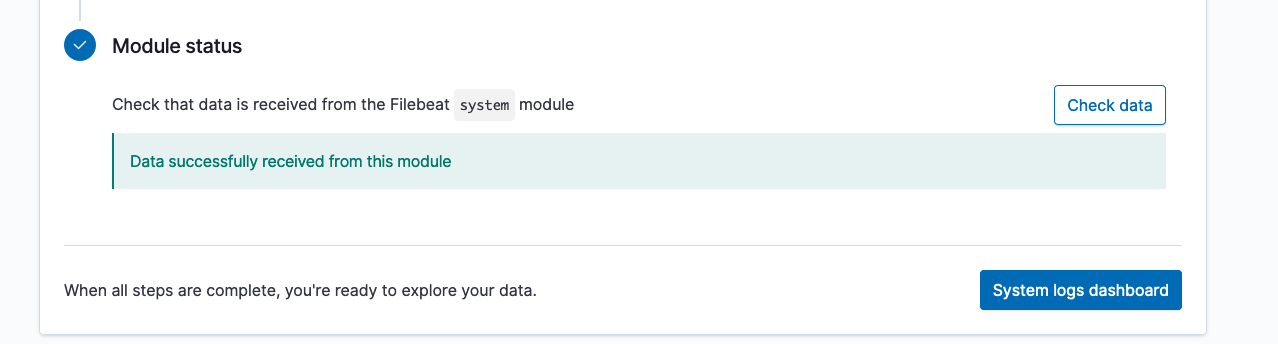 Module status
Check that data is received from the Filebeat system module
Check data
Data successfully received from this module
When all steps are complete, you're ready to explore your data.
System logs dashboard